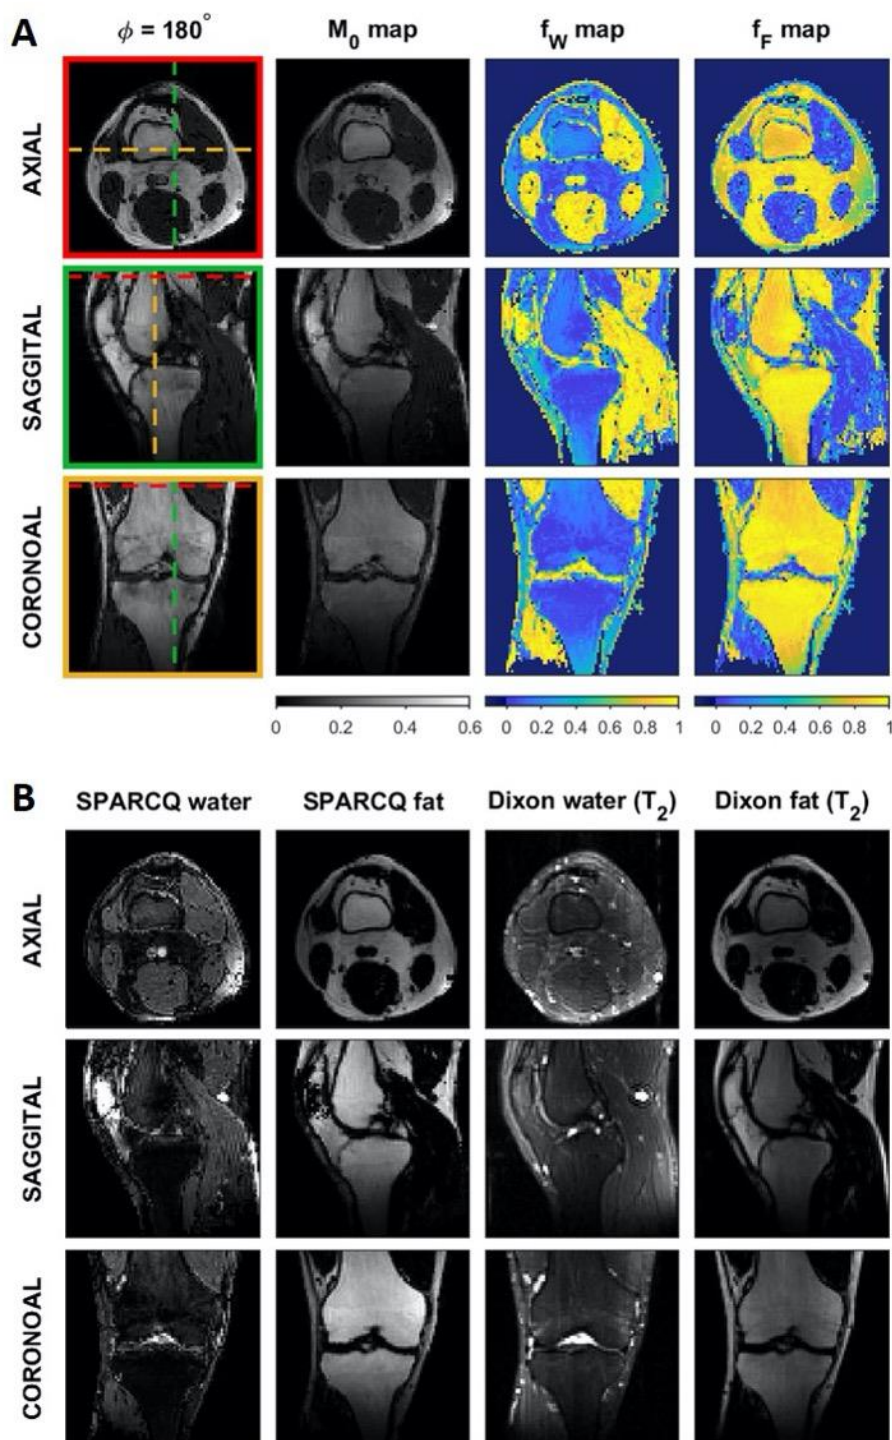 A
ϕ = 180° M₀ map f_W map f_F map
AXIAL
SAGGITAL
CORONOAL
0 0.2 0.4 0.6 0 0.2 0.4 0.6 0.8 1 0 0.2 0.4 0.6 0.8 1
B
SPARCQ water SPARCQ fat Dixon water (T₂) Dixon fat (T₂)
AXIAL
SAGGITAL
CORONOAL